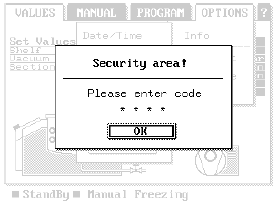 VALUES MANUAL PROGRAM OPTIONS ?
Date/Time Info
Set Values
Shelf
Vacuum
Section
Security area!
Please enter code
* * * *
OK
StandBy Manual Freezing